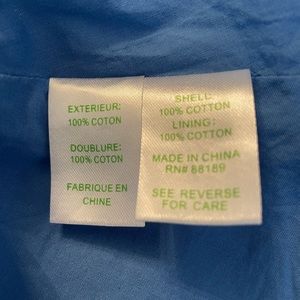 EXTERIEUR:
100% COTON
DOUBLURE:
100% COTON
FABRIQUE EN
CHINE
SHELL:
100% COTTON
LINING:
100% COTTON
MADE IN CHINA
RN# 88189
SEE REVERSE
FOR CARE